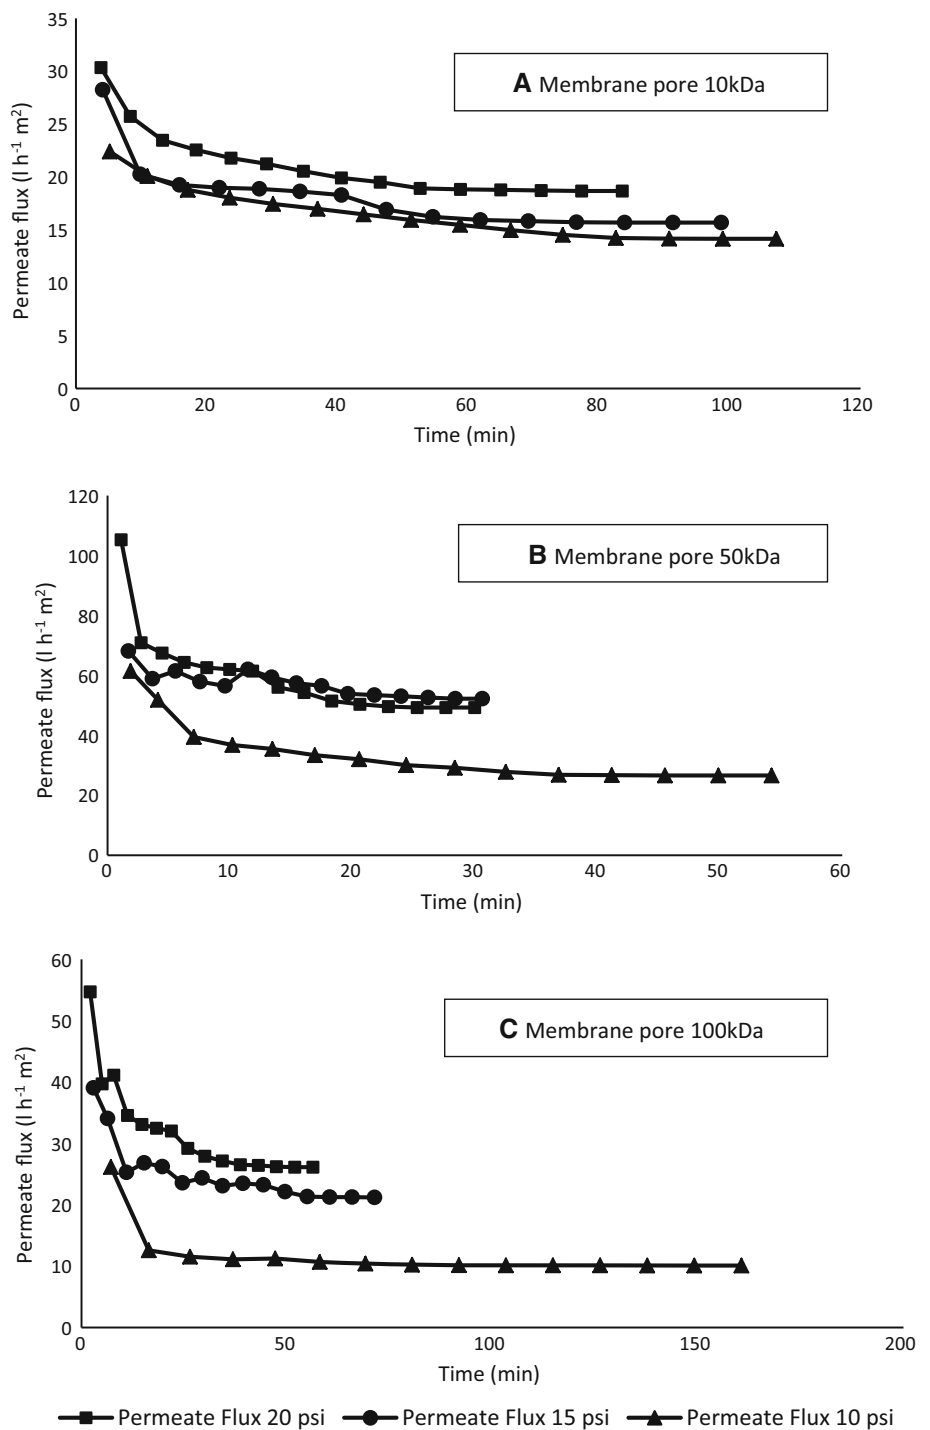 35
30
25
20
15
10
5
0
Permeate flux (l h-1 m2)
A Membrane pore 10kDa
0 20 40 60 80 100 120
Time (min)
120
100
80
60
40
20
0
Permeate flux (l h-1 m2)
B Membrane pore 50kDa
0 10 20 30 40 50 60
Time (min)
60
50
40
30
20
10
0
Permeate flux (l h-1 m2)
C Membrane pore 100kDa
0 50 100 150 200
Time (min)
Permeate Flux 20 psi Permeate Flux 15 psi Permeate Flux 10 psi